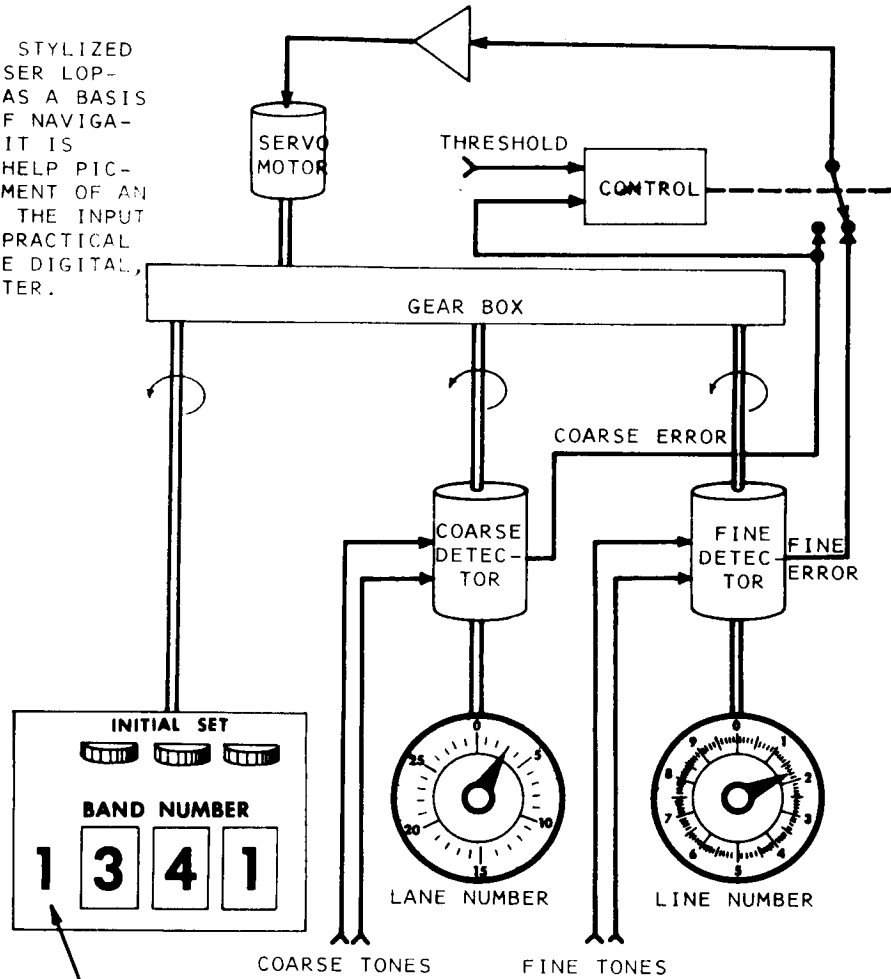 STYLIZED
SER LOP-
AS A BASIS
F NAVIGA-
IT IS
HELP PIC-
MENT OF AN
THE INPUT
PRACTICAL
E DIGITAL,
TER.
SERVO
MOTOR
THRESHOLD
CONTROL
GEAR BOX
COARSE ERROR
COARSE
DETEC-
TOR
FINE
DETEC-
TOR
FINE
ERROR
INITIAL SET
BAND NUMBER
1 3 4 1
0
5
10
15
20
25
LANE NUMBER
0
1
2
3
4
5
6
7
8
9
LINE NUMBER
COARSE TONES
FINE TONES